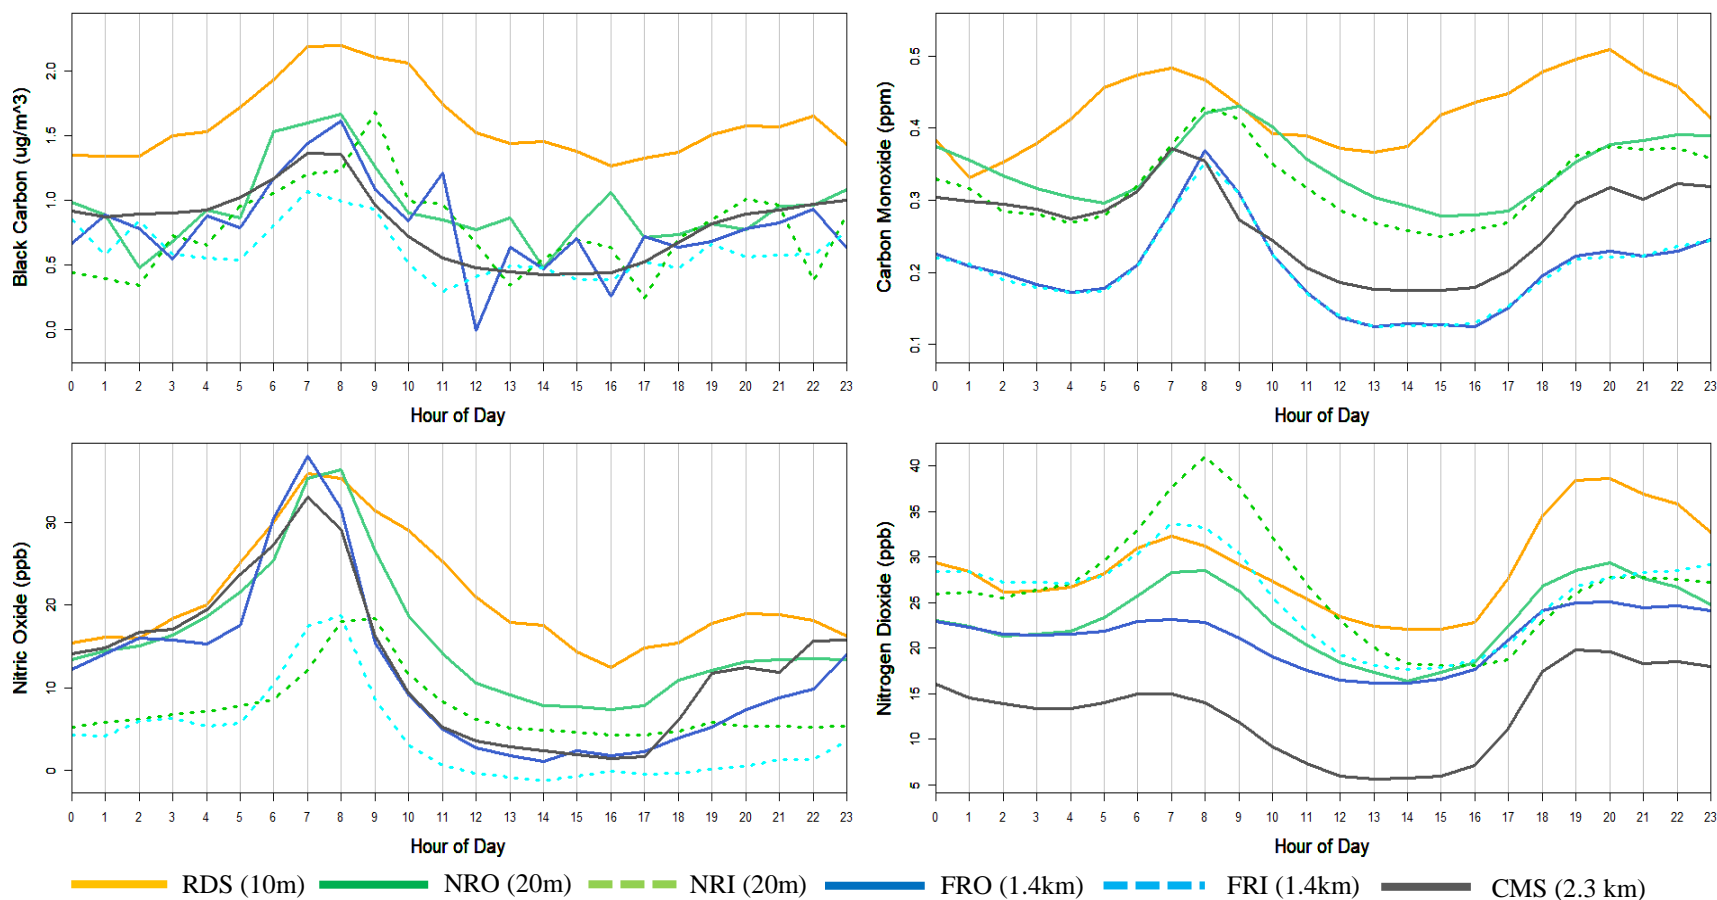 Black Carbon (ug/m^3)
0.0 0.5 1.0 1.5 2.0
0 1 2 3 4 5 6 7 8 9 10 11 12 13 14 15 16 17 18 19 20 21 22 23
Hour of Day
Carbon Monoxide (ppm)
0.1 0.2 0.3 0.4 0.5
0 1 2 3 4 5 6 7 8 9 10 11 12 13 14 15 16 17 18 19 20 21 22 23
Hour of Day
Nitric Oxide (ppb)
0 10 20 30
0 1 2 3 4 5 6 7 8 9 10 11 12 13 14 15 16 17 18 19 20 21 22 23
Hour of Day
Nitrogen Dioxide (ppb)
5 10 15 20 25 30 35 40
0 1 2 3 4 5 6 7 8 9 10 11 12 13 14 15 16 17 18 19 20 21 22 23
Hour of Day
RDS (10m) NRO (20m) NRI (20m) FRO (1.4km) FRI (1.4km) CMS (2.3 km)